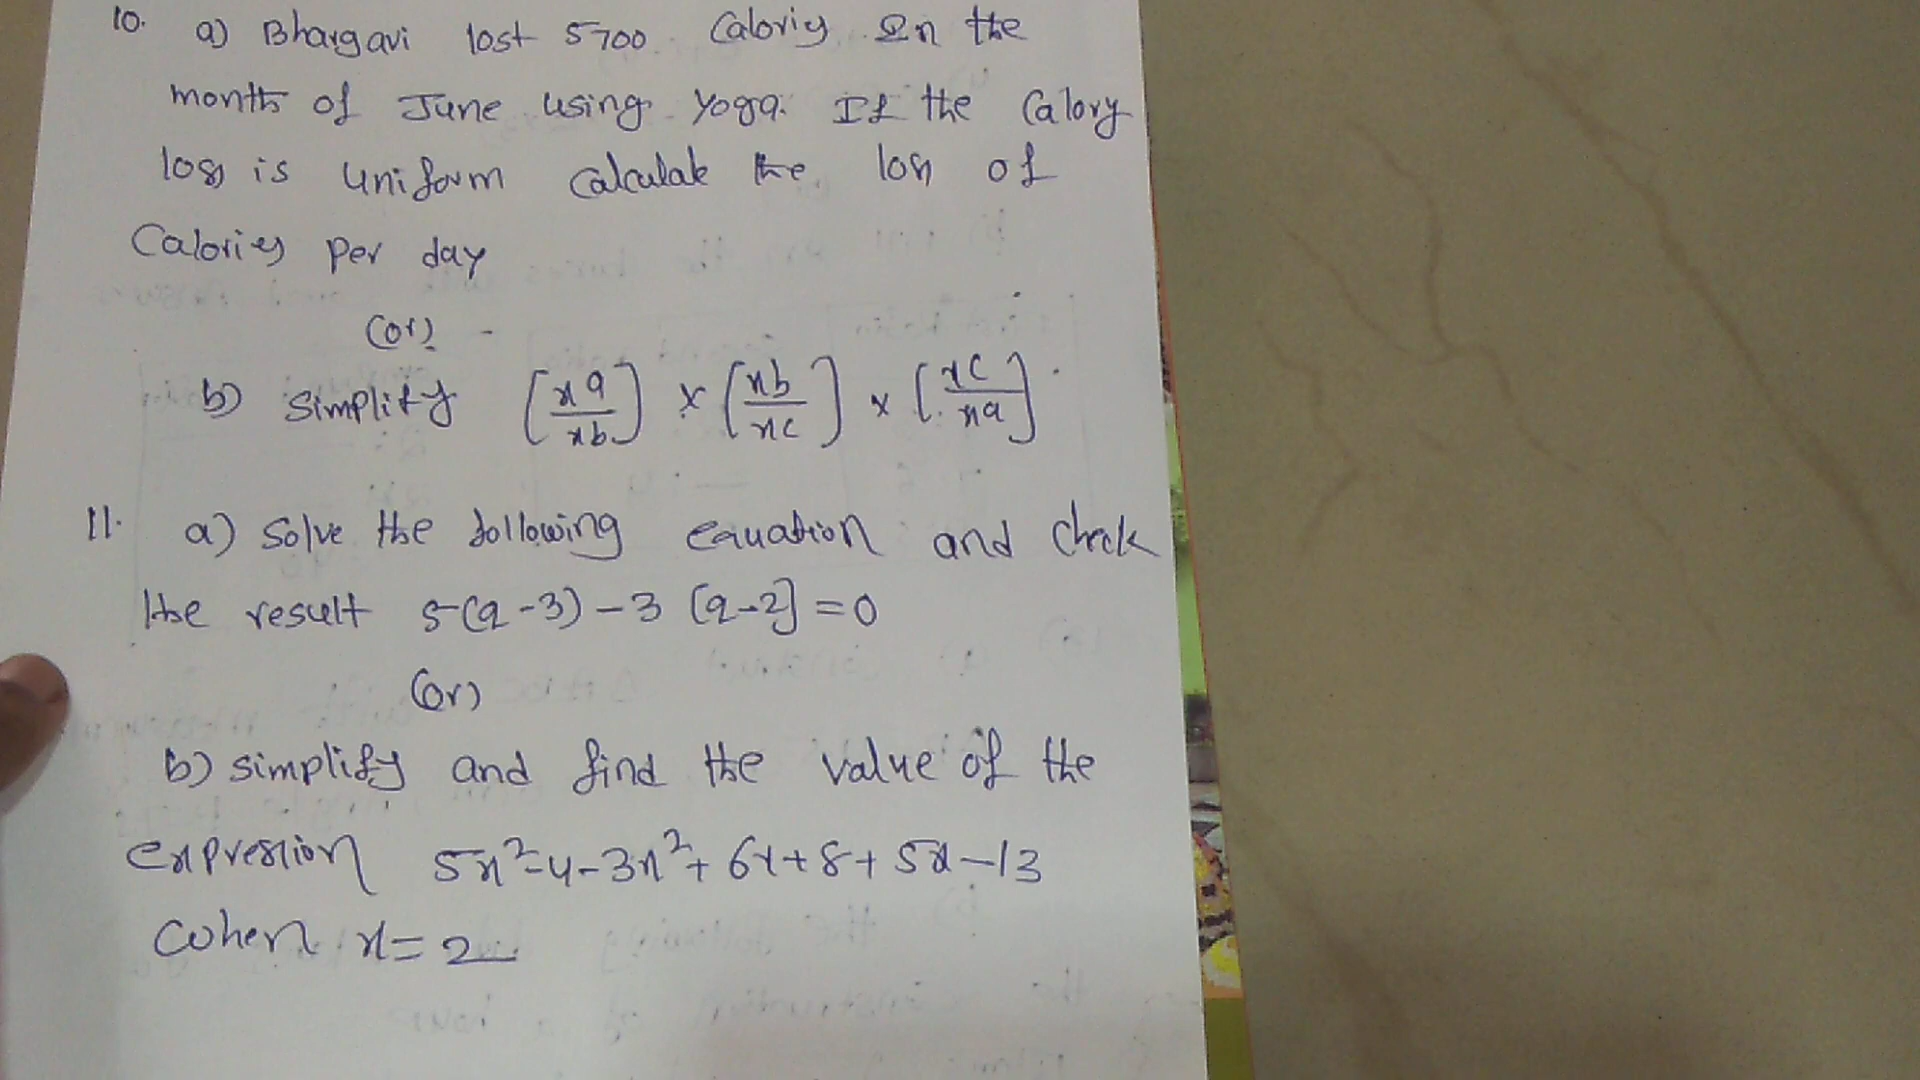 10. a) Bhargavi lost 5700 Calories In the
month of June using Yoga. If the Calory
loss is uniform Calculate the loss of
Calories Per day
(or)
b) Simplify [xa/xb] × [xb/xc] × [xc/xa]
11. a) Solve the following equation and check
the result 5(q-3)-3[q-2]=0
(or)
b) simplify and find the value of the
expression 5x²-4-3x²+6x+8+5x-13
when x=2